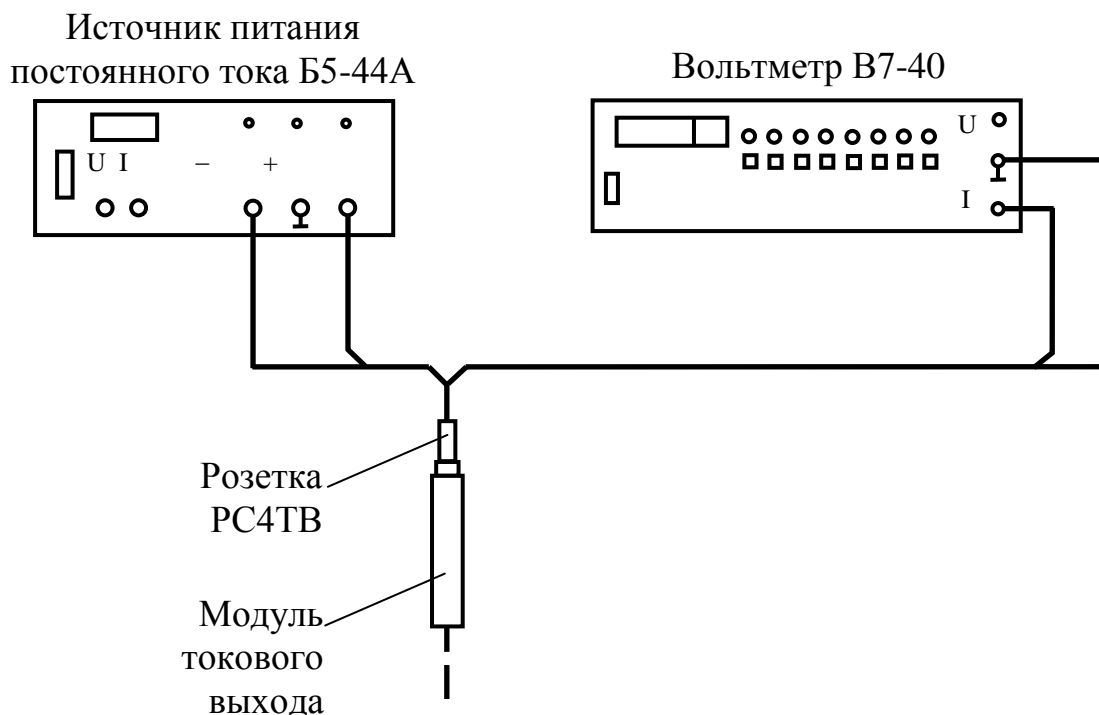 Источник питания
постоянного тока Б5-44А
Вольтметр В7-40
U I − +
U
I
Розетка
РС4ТВ
Модуль
токового
выхода